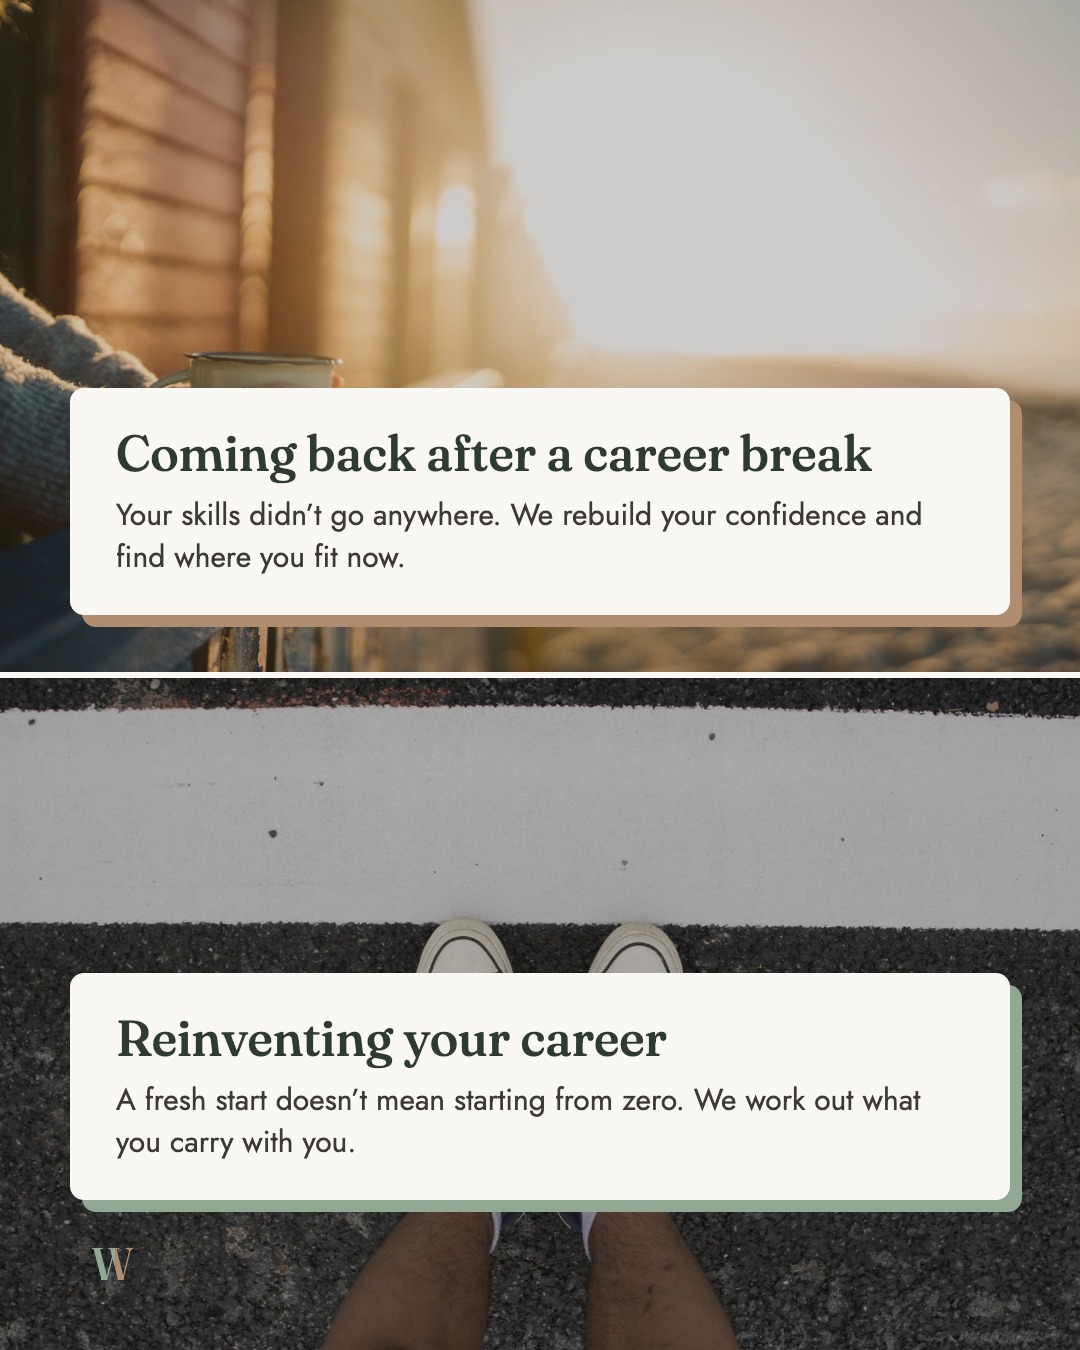 Coming back after a career break
Your skills didn’t go anywhere. We rebuild your confidence and
find where you fit now.
Reinventing your career
A fresh start doesn’t mean starting from zero. We work out what
you carry with you.
W